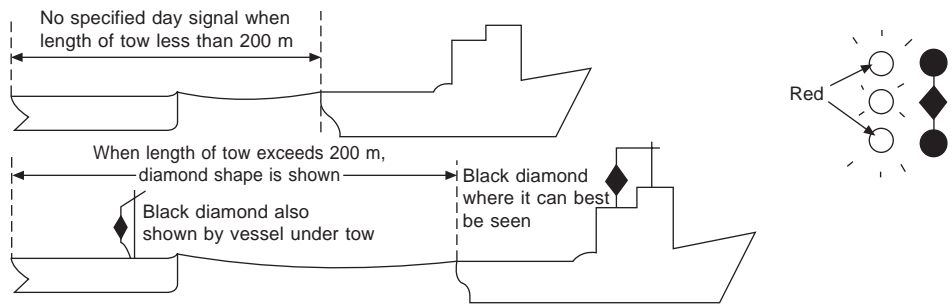 No specified day signal when
length of tow less than 200 m
Red
When length of tow exceeds 200 m,
diamond shape is shown
Black diamond
where it can best
be seen
Black diamond also
shown by vessel under tow